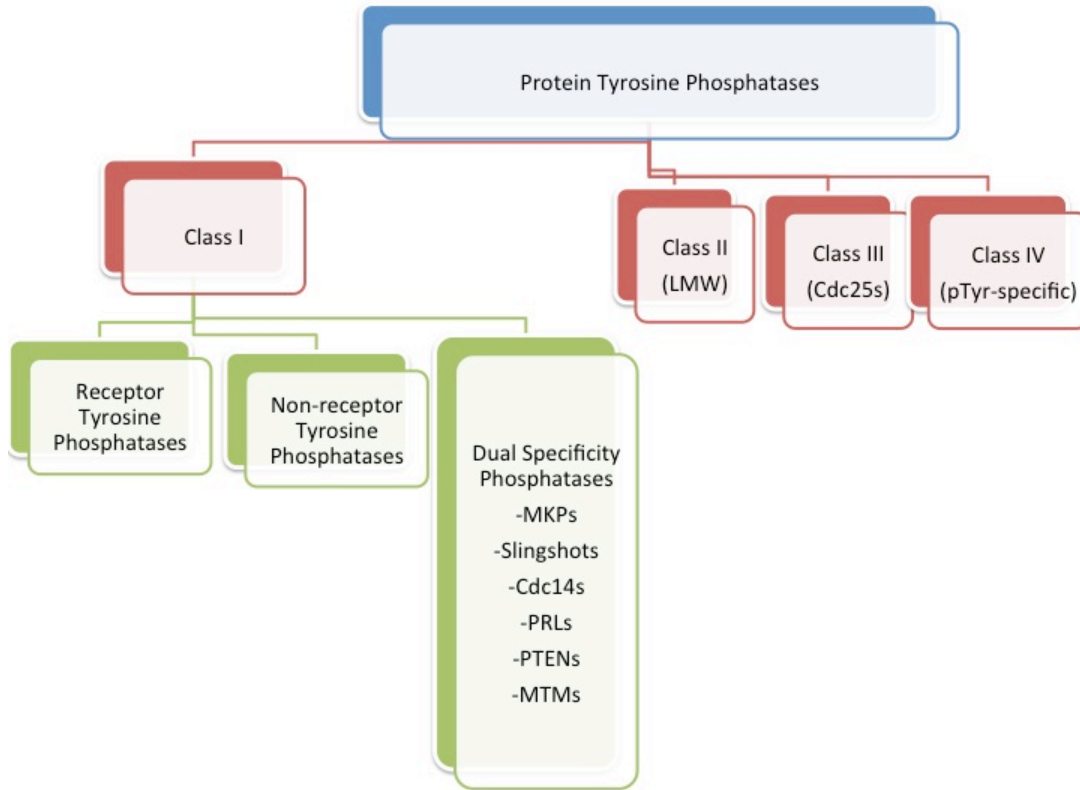 Protein Tyrosine Phosphatases
Class I
Class II
(LMW)
Class III
(Cdc25s)
Class IV
(pTyr-specific)
Receptor
Tyrosine
Phosphatases
Non-receptor
Tyrosine
Phosphatases
Dual Specificity
Phosphatases
-MKPs
-Slingshots
-Cdc14s
-PRLs
-PTENs
-MTMs